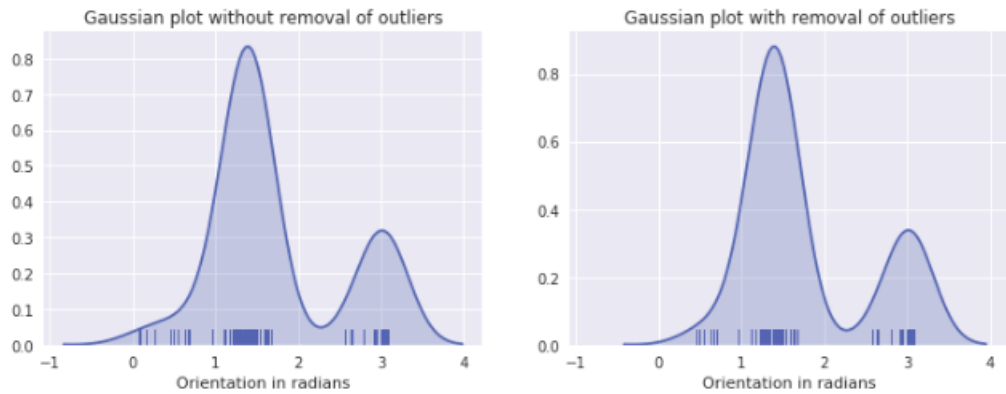 Gaussian plot without removal of outliers
0.8
0.7
0.6
0.5
0.4
0.3
0.2
0.1
0.0
−1 0 1 2 3 4
Orientation in radians
Gaussian plot with removal of outliers
0.8
0.6
0.4
0.2
0.0
−1 0 1 2 3 4
Orientation in radians